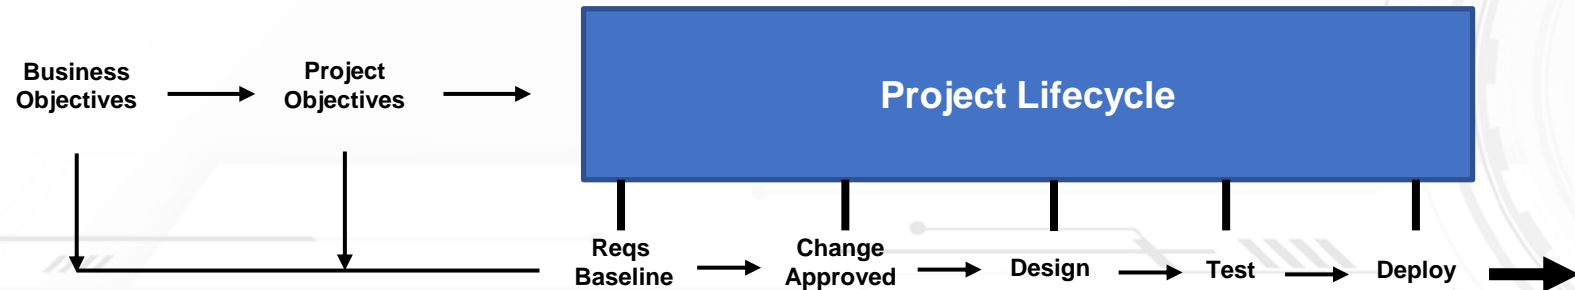 Business
Objectives
Project
Objectives
Project Lifecycle
Reqs
Baseline
Change
Approved
Design
Test
Deploy